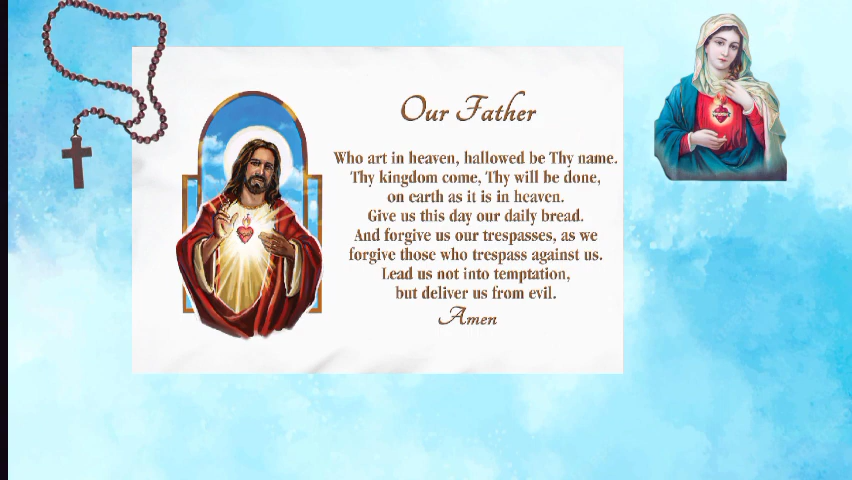 Our Father
Who art in heaven, hallowed be Thy name.
Thy kingdom come, Thy will be done,
on earth as it is in heaven.
Give us this day our daily bread.
And forgive us our trespasses, as we
forgive those who trespass against us.
Lead us not into temptation,
but deliver us from evil.
Amen